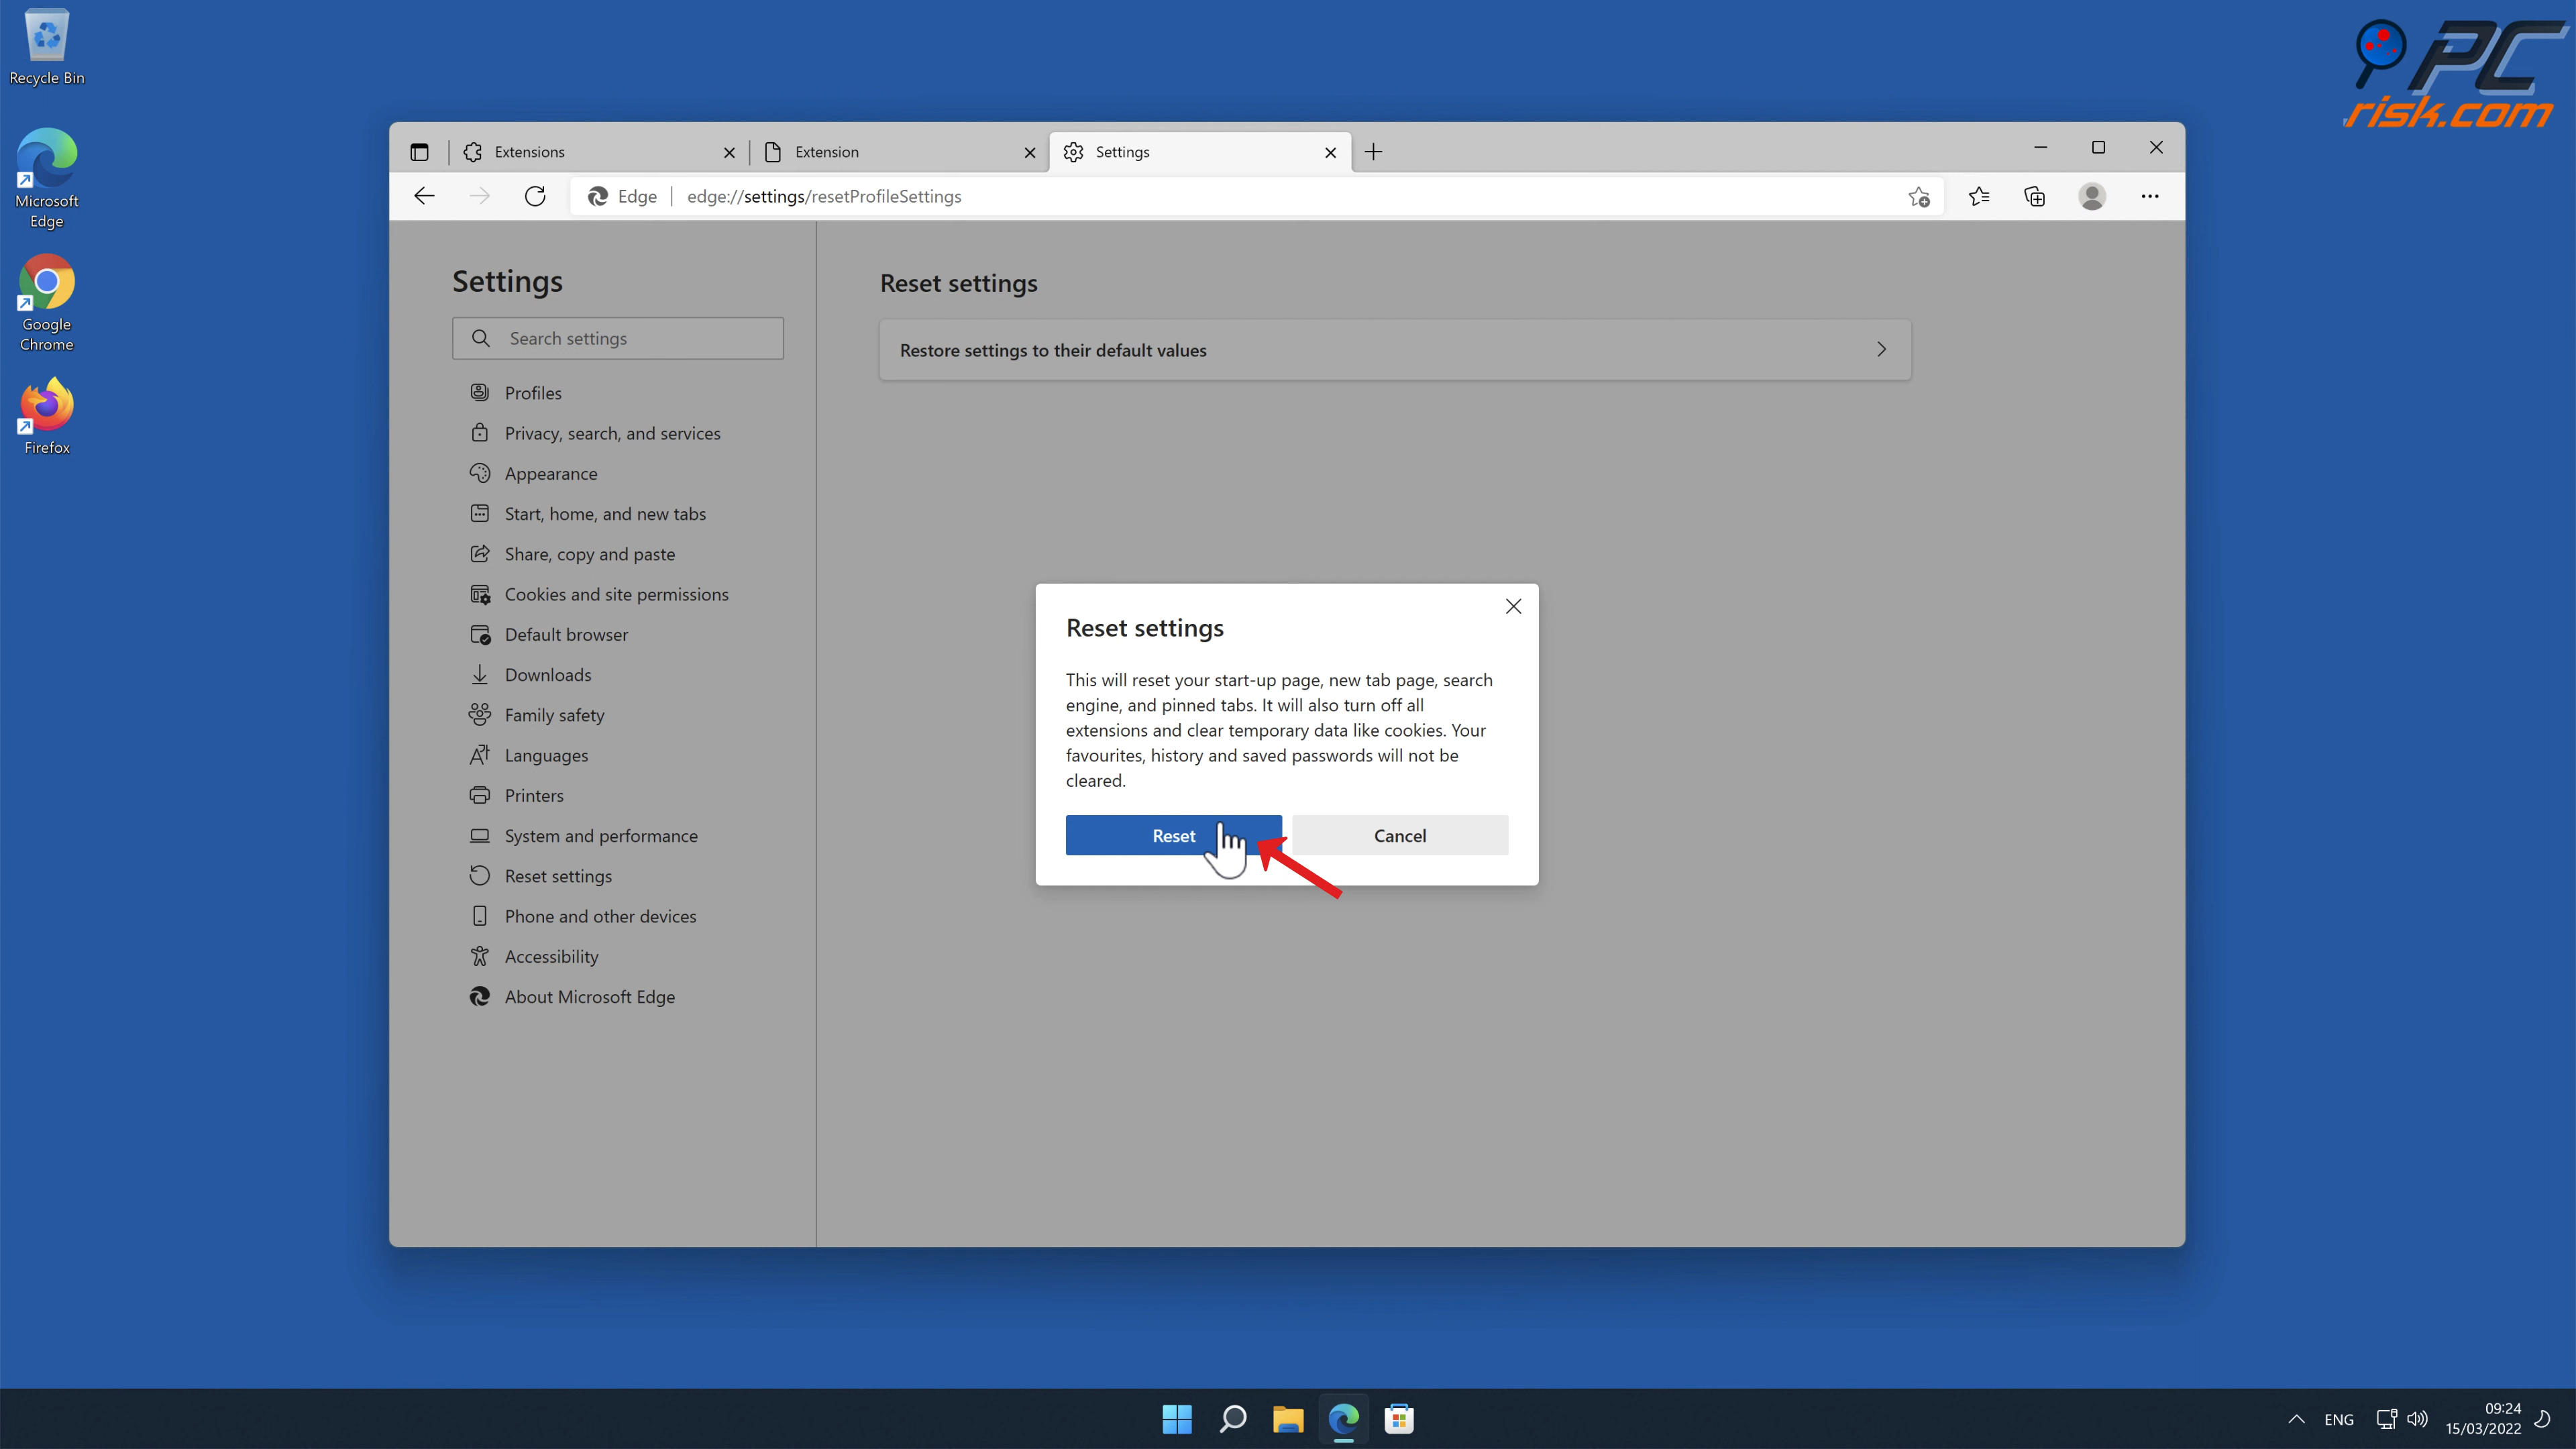 Recycle Bin
Microsoft
Edge
Google
Chrome
Firefox
PC
risk.com
Extensions
Extension
Settings
Edge
edge://settings/resetProfileSettings
Settings
Search settings
Profiles
Privacy, search, and services
Appearance
Start, home, and new tabs
Share, copy and paste
Cookies and site permissions
Default browser
Downloads
Family safety
Languages
Printers
System and performance
Reset settings
Phone and other devices
Accessibility
About Microsoft Edge
Reset settings
Restore settings to their default values
Reset settings
This will reset your start-up page, new tab page, search
engine, and pinned tabs. It will also turn off all
extensions and clear temporary data like cookies. Your
favourites, history and saved passwords will not be
cleared.
Reset
Cancel
ENG
09:24
15/03/2022